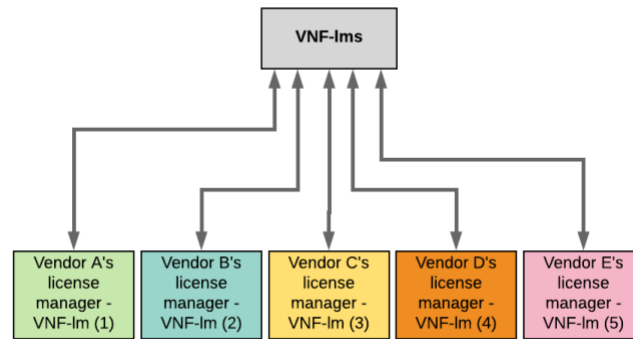 VNF-lms
Vendor A's
license
manager -
VNF-lm (1)
Vendor B's
license
manager -
VNF-lm (2)
Vendor C's
license
manager -
VNF-lm (3)
Vendor D's
license
manager -
VNF-lm (4)
Vendor E's
license
manager -
VNF-lm (5)